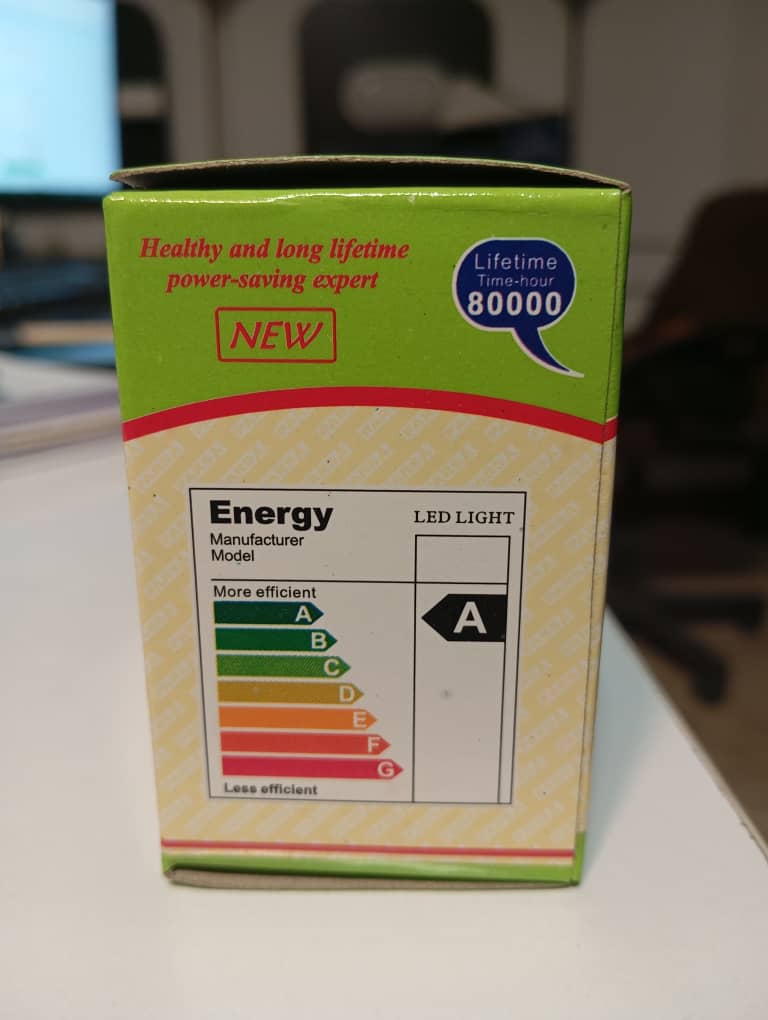 Healthy and long lifetime
power-saving expert
NEW
Lifetime
Time-hour
80000
Energy
LED LIGHT
Manufacturer
Model
More efficient
A
A
B
C
D
E
F
G
Less efficient